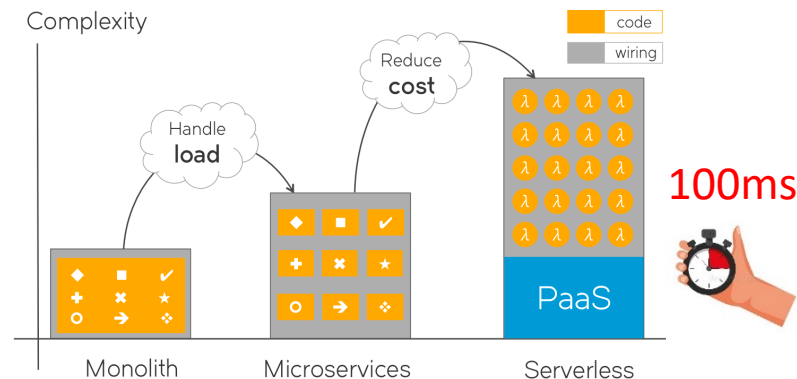 Complexity
code
wiring
Reduce
cost
Handle
load
λ λ λ λ
λ λ λ λ
λ λ λ λ
λ λ λ λ
λ λ λ λ
100ms
PaaS
Monolith
Microservices
Serverless